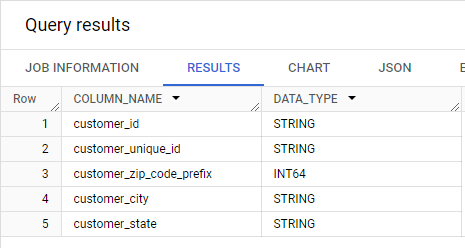 Query results
JOB INFORMATION RESULTS CHART JSON E
Row COLUMN_NAME DATA_TYPE
1 customer_id STRING
2 customer_unique_id STRING
3 customer_zip_code_prefix INT64
4 customer_city STRING
5 customer_state STRING